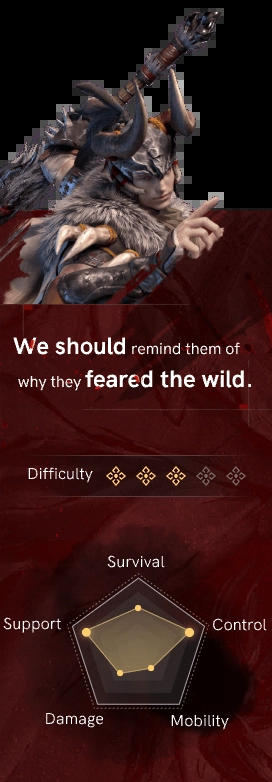 We should remind them of
why they feared the wild.
Difficulty
Survival
Support
Control
Damage
Mobility